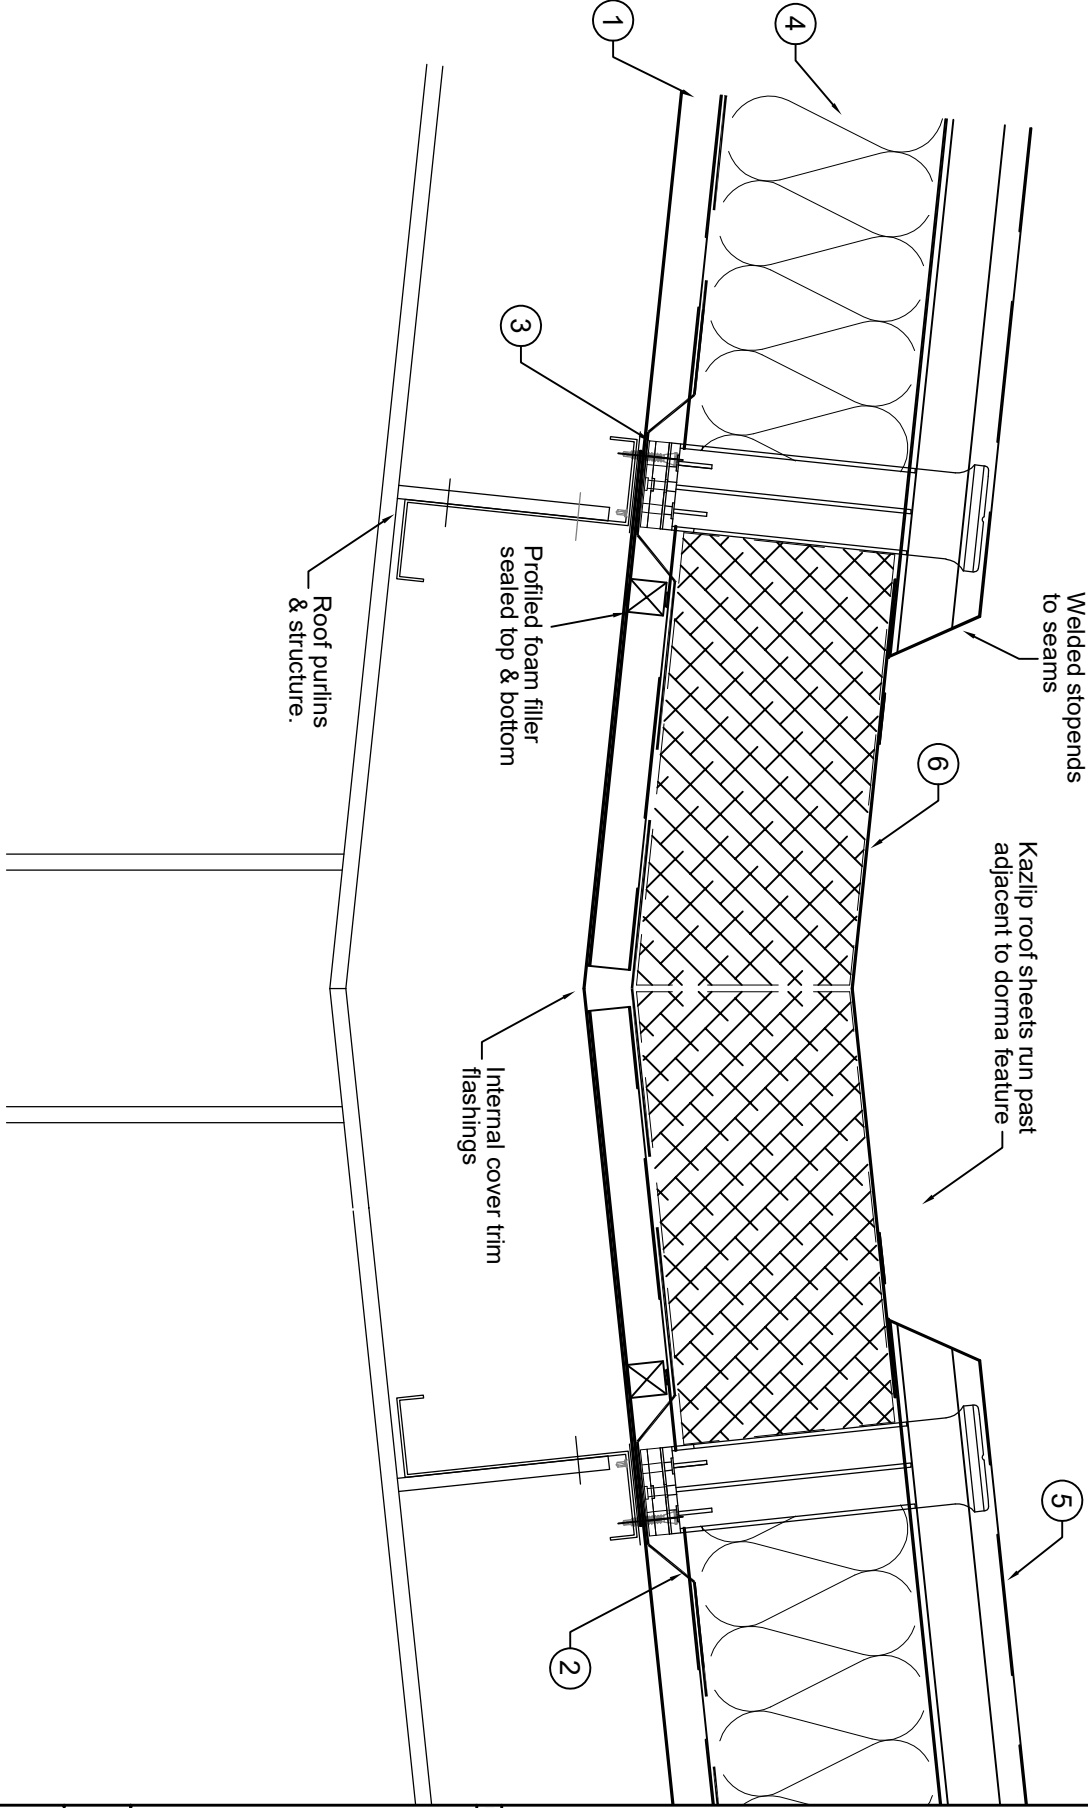 Welded stopends
to seams
Kazlip roof sheets run past
adjacent to dorma feature
4
1
6
5
3
Profiled foam filler
sealed top & bottom
Internal cover trim
flashings
2
Roof purlins
& structure.